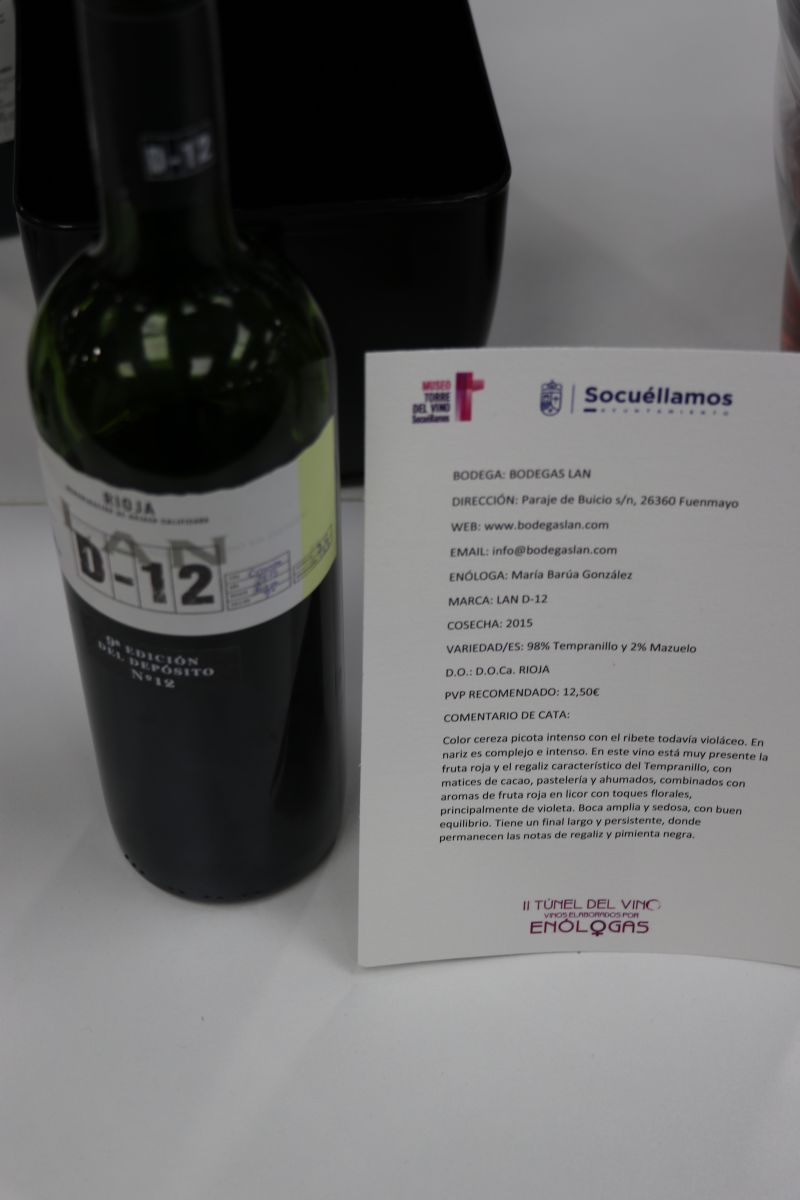 D-12
RIOJA
LAN
D-12
9ª EDICIÓN
DEL DEPÓSITO
Nº12
MUSEO
TORRE
DEL VINO
Socuéllamos
Socuéllamos
AYUNTAMIENTO
BODEGA: BODEGAS LAN
DIRECCIÓN: Paraje de Buicio s/n, 26360 Fuenmayo
WEB: www.bodegaslan.com
EMAIL: info@bodegaslan.com
ENÓLOGA: María Barúa González
MARCA: LAN D-12
COSECHA: 2015
VARIEDAD/ES: 98% Tempranillo y 2% Mazuelo
D.O.: D.O.Ca. RIOJA
PVP RECOMENDADO: 12,50€
COMENTARIO DE CATA:
Color cereza picota intenso con el ribete todavía violáceo. En
nariz es complejo e intenso. En este vino está muy presente la
fruta roja y el regaliz característico del Tempranillo, con
matices de cacao, pastelería y ahumados, combinados con
aromas de fruta roja en licor con toques florales,
principalmente de violeta. Boca amplia y sedosa, con buen
equilibrio. Tiene un final largo y persistente, donde
permanecen las notas de regaliz y pimienta negra.
II TÚNEL DEL VINO
VINOS ELABORADOS POR
ENÓLOGAS